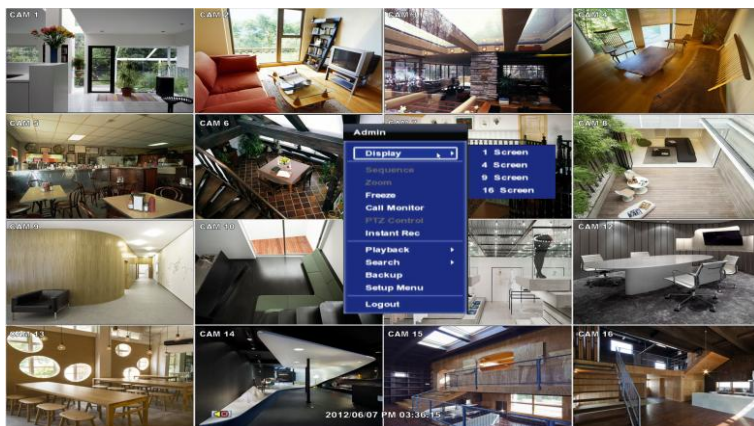 CAM 1
CAM 2
CAM 3
CAM 4
CAM 5
CAM 6
CAM 8
CAM 9
CAM 10
CAM 12
CAM 13
CAM 14
CAM 15
CAM 16
Admin
Display
1 Screen
4 Screen
9 Screen
16 Screen
Sequence
Zoom
Freeze
Call Monitor
PTZ Control
Instant Rec
Playback
Search
Backup
Setup Menu
Logout
2012/06/07 PM 03:36:15